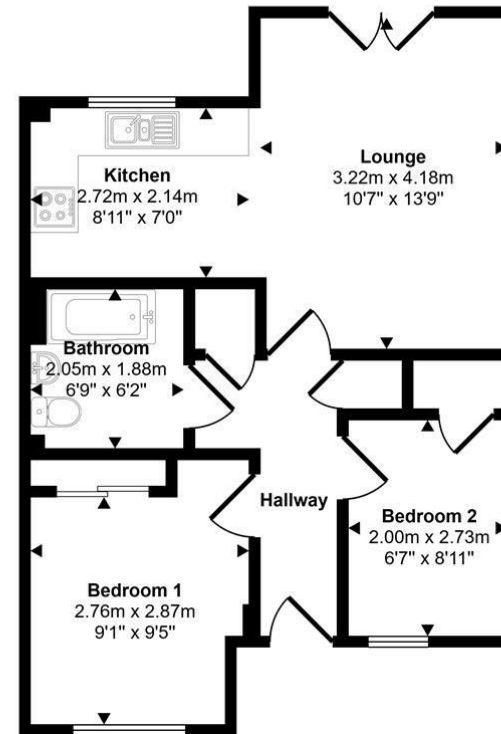 Kitchen
2.72m x 2.14m
8'11" x 7'0"
Lounge
3.22m x 4.18m
10'7" x 13'9"
Bathroom
2.05m x 1.88m
6'9" x 6'2"
Hallway
Bedroom 2
2.00m x 2.73m
6'7" x 8'11"
Bedroom 1
2.76m x 2.87m
9'1" x 9'5"